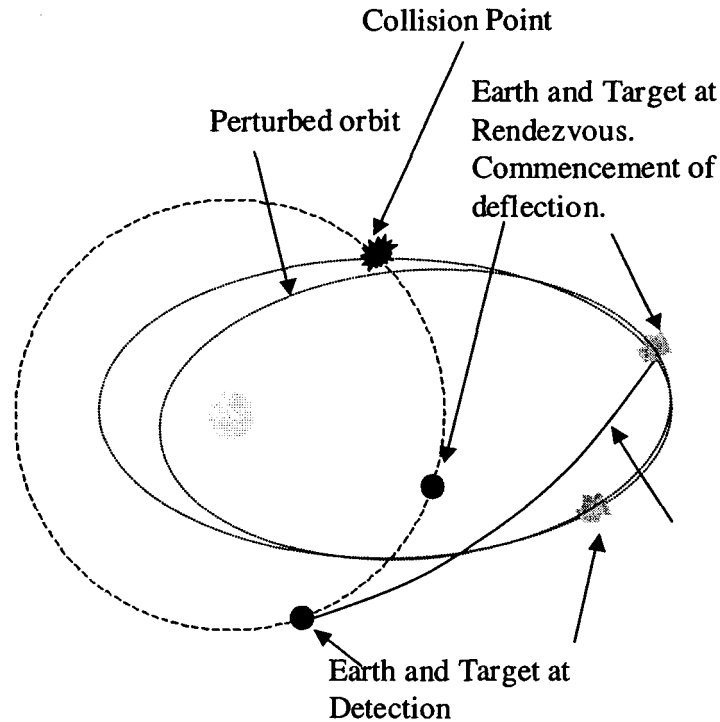 Collision Point
Earth and Target at
Rendezvous.
Commencement of
deflection.
Perturbed orbit
Earth and Target at
Detection